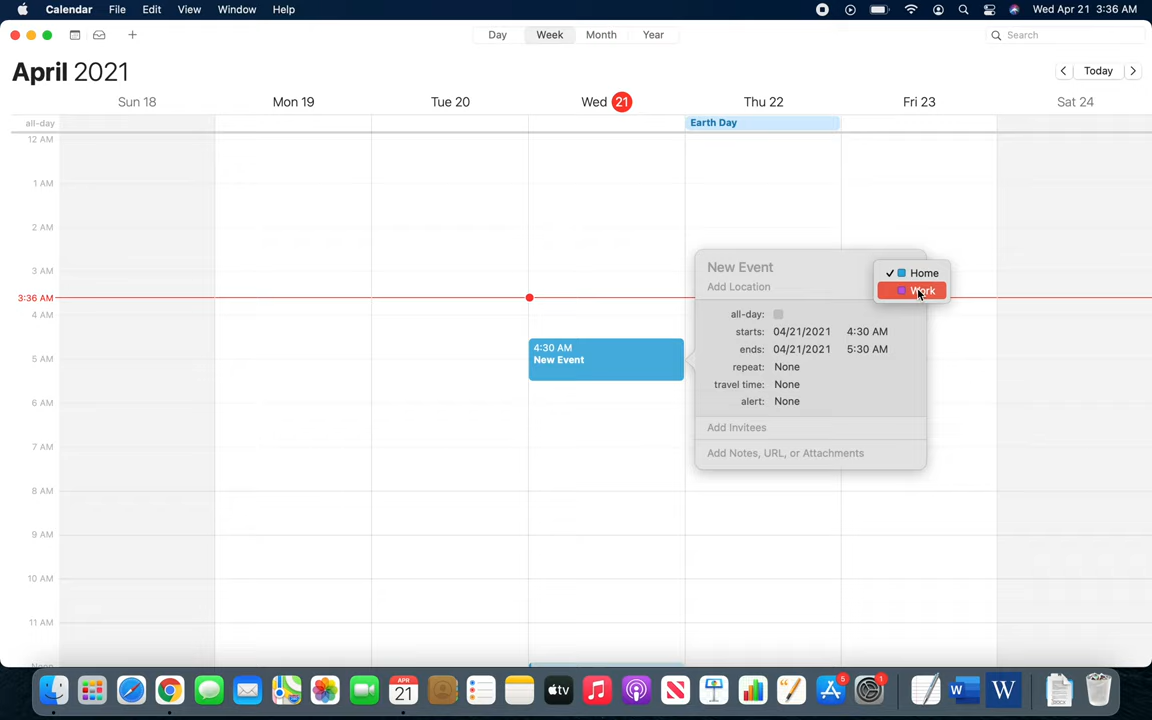 Calendar File Edit View Window Help Wed Apr 21 3:36 AM
Day Week Month Year Search
April 2021 Today
Sun 18 Mon 19 Tue 20 Wed 21 Thu 22 Fri 23 Sat 24
all-day Earth Day
12 AM
1 AM
2 AM
3 AM
3:36 AM
4 AM
5 AM
6 AM
7 AM
8 AM
9 AM
10 AM
11 AM
Noon
4:30 AM
New Event
New Event
Add Location
all-day:
starts: 04/21/2021 4:30 AM
ends: 04/21/2021 5:30 AM
repeat: None
travel time: None
alert: None
Add Invitees
Add Notes, URL, or Attachments
✓ Home
Work
APR
21
tv
5
1
W
W
DOCX